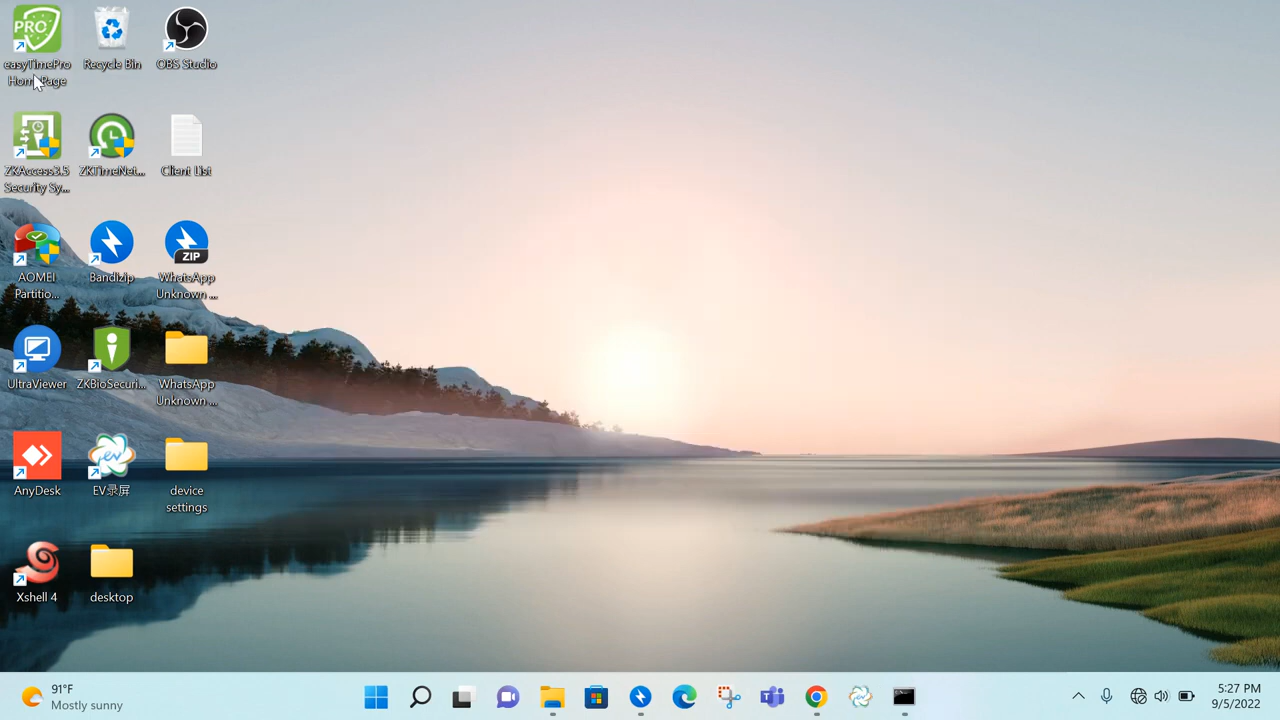 PRO
easyTimePro
Home Page
Recycle Bin
OBS Studio
ZKAccess3.5
Security Sy...
ZKTimeNet...
Client List
AOMEI
Partitio...
Bandizip
ZIP
WhatsApp
Unknown ...
UltraViewer
ZKBioSecuri...
WhatsApp
Unknown ...
AnyDesk
EV录屏
device
settings
Xshell 4
desktop
91°F
Mostly sunny
5:27 PM
9/5/2022